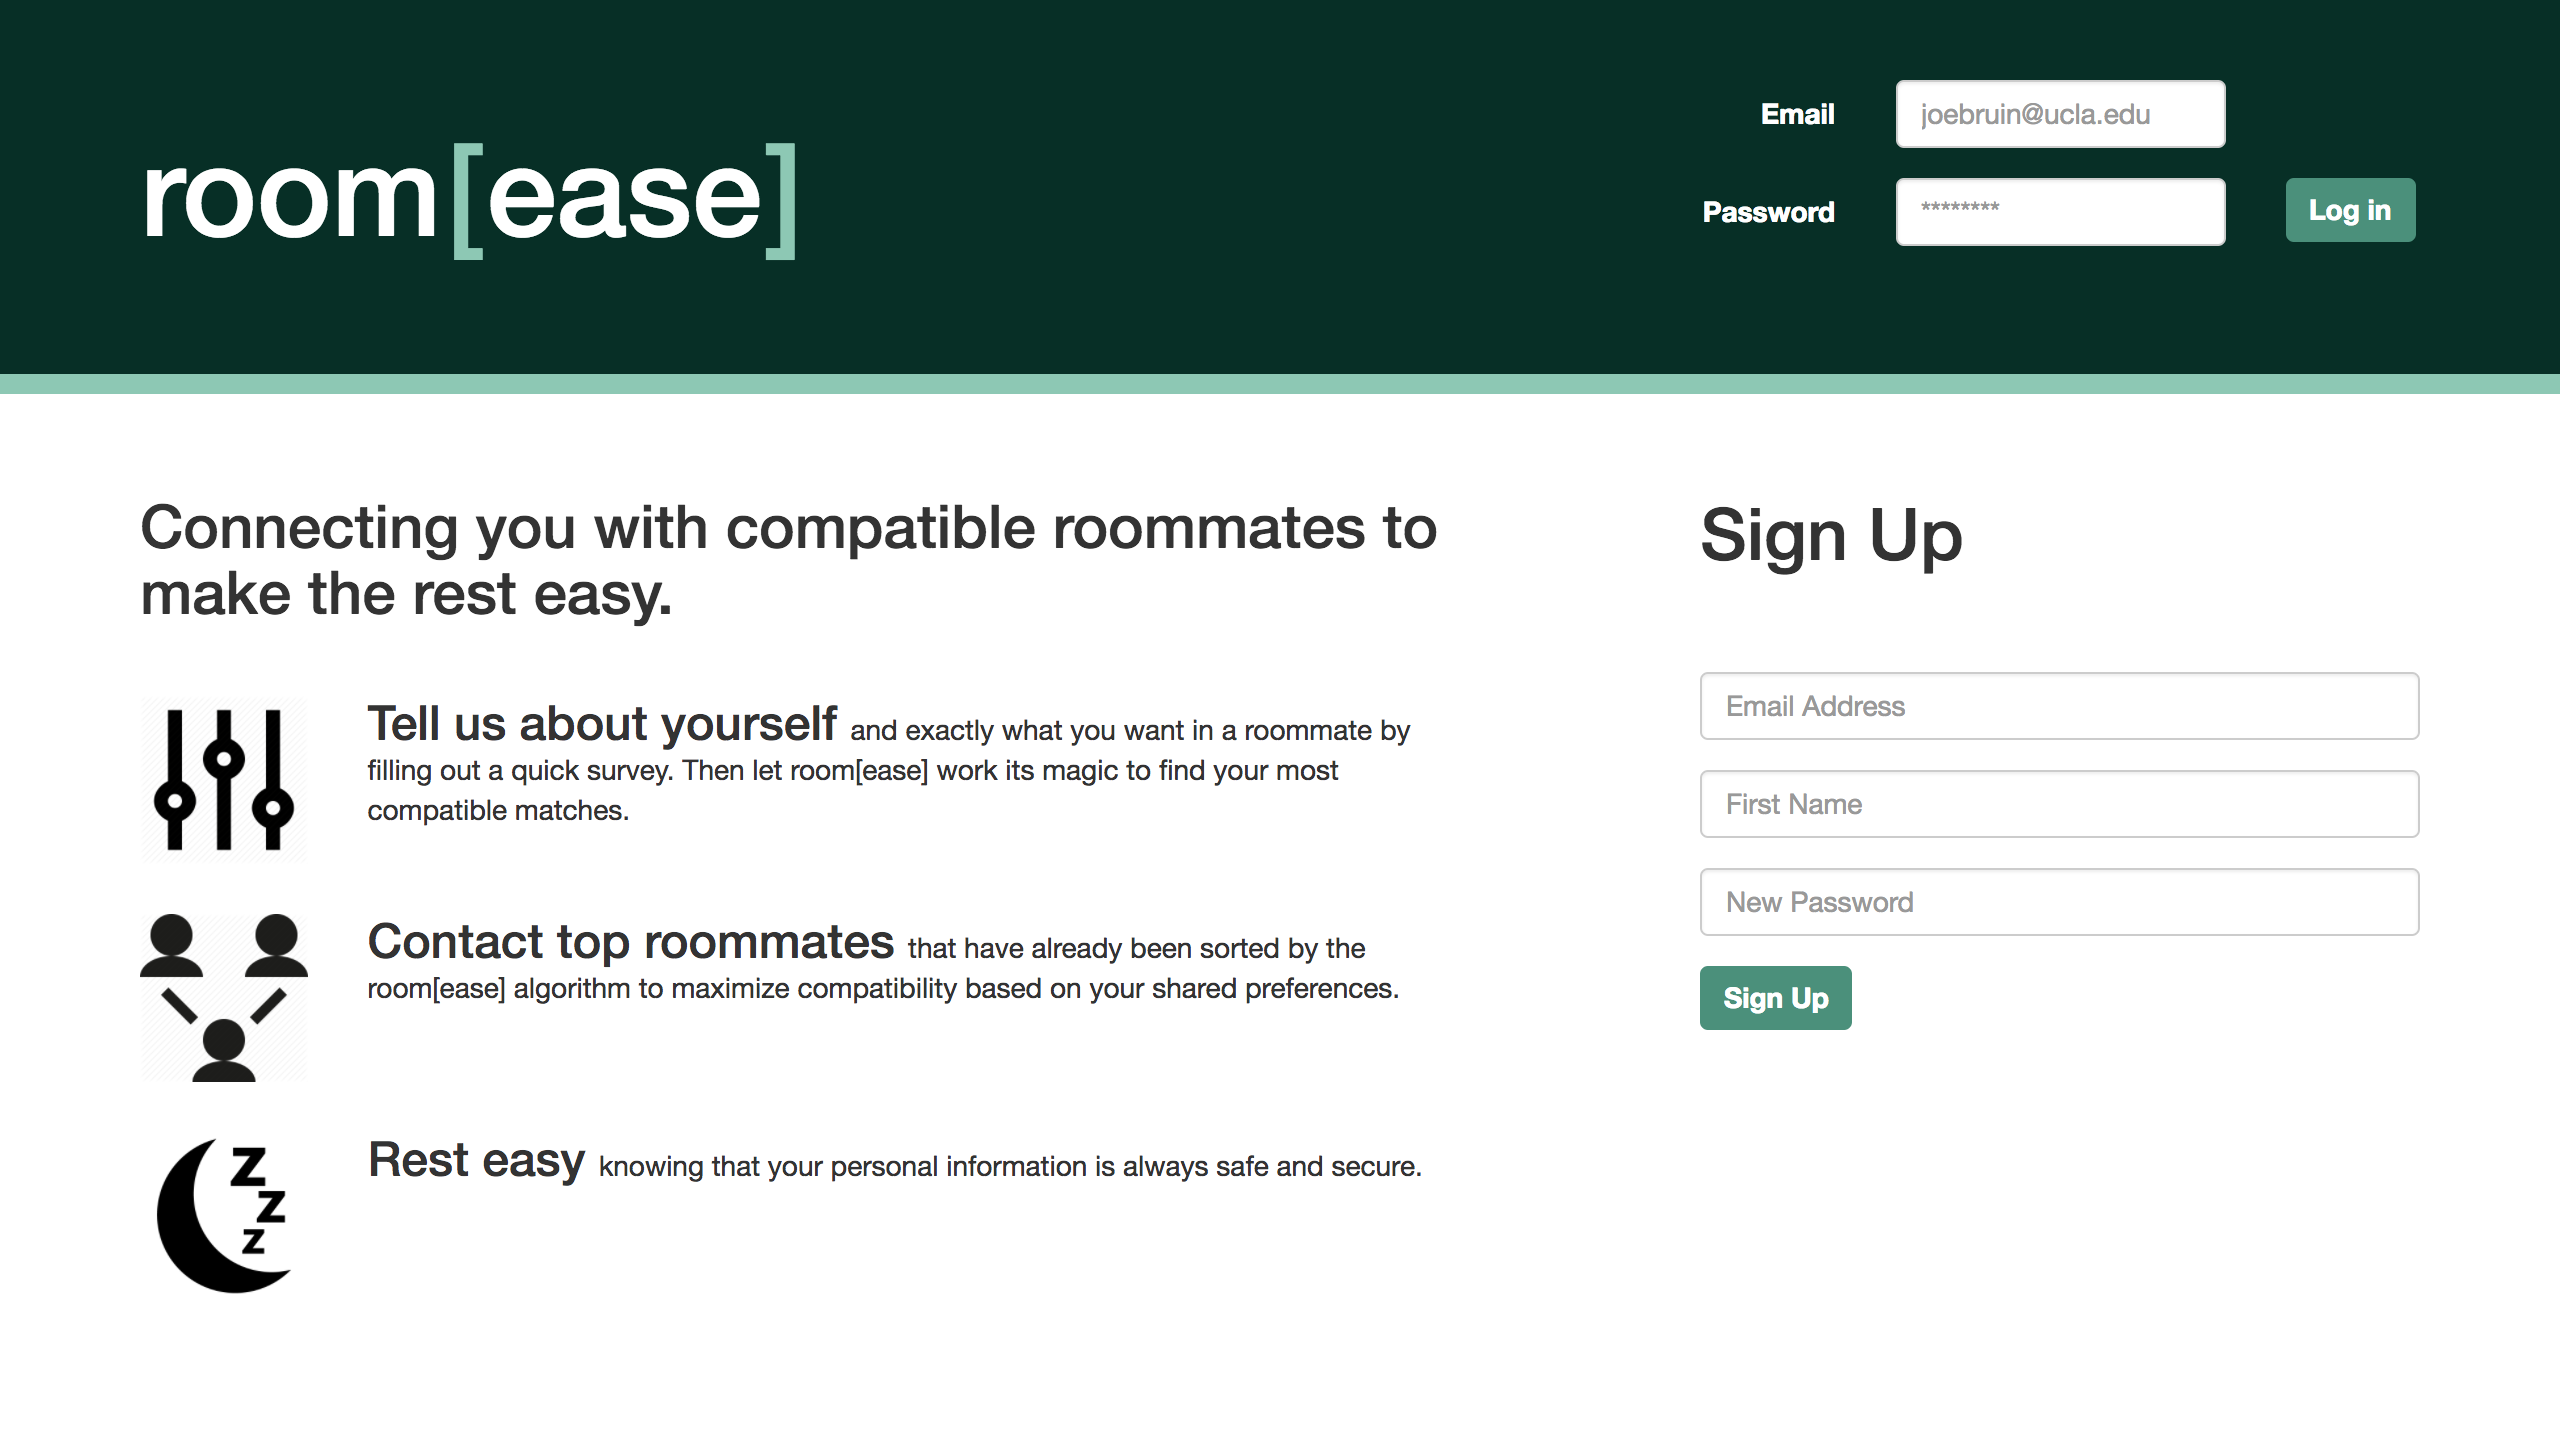 room[ease]
Email
joebruin@ucla.edu
Password
********
Log in
Connecting you with compatible roommates to
make the rest easy.
Tell us about yourself and exactly what you want in a roommate by
filling out a quick survey. Then let room[ease] work its magic to find your most
compatible matches.
Contact top roommates that have already been sorted by the
room[ease] algorithm to maximize compatibility based on your shared preferences.
z
z
z
Rest easy knowing that your personal information is always safe and secure.
Sign Up
Email Address
First Name
New Password
Sign Up